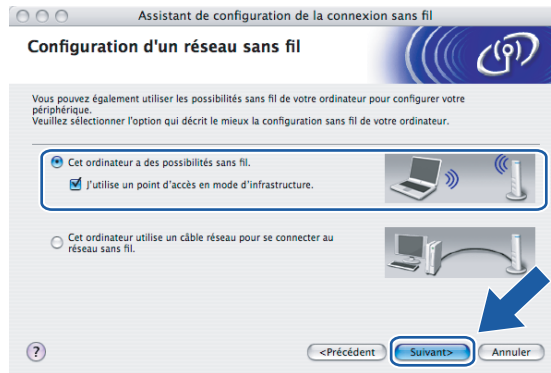 Assistant de configuration de la connexion sans fil
Configuration d'un réseau sans fil
Vous pouvez également utiliser les possibilités sans fil de votre ordinateur pour configurer votre
périphérique.
Veuillez sélectionner l'option qui décrit le mieux la configuration sans fil de votre ordinateur.
Cet ordinateur a des possibilités sans fil.
J'utilise un point d'accès en mode d'infrastructure.
Cet ordinateur utilise un câble réseau pour se connecter au
réseau sans fil.
?
<Précédent
Suivant>
Annuler